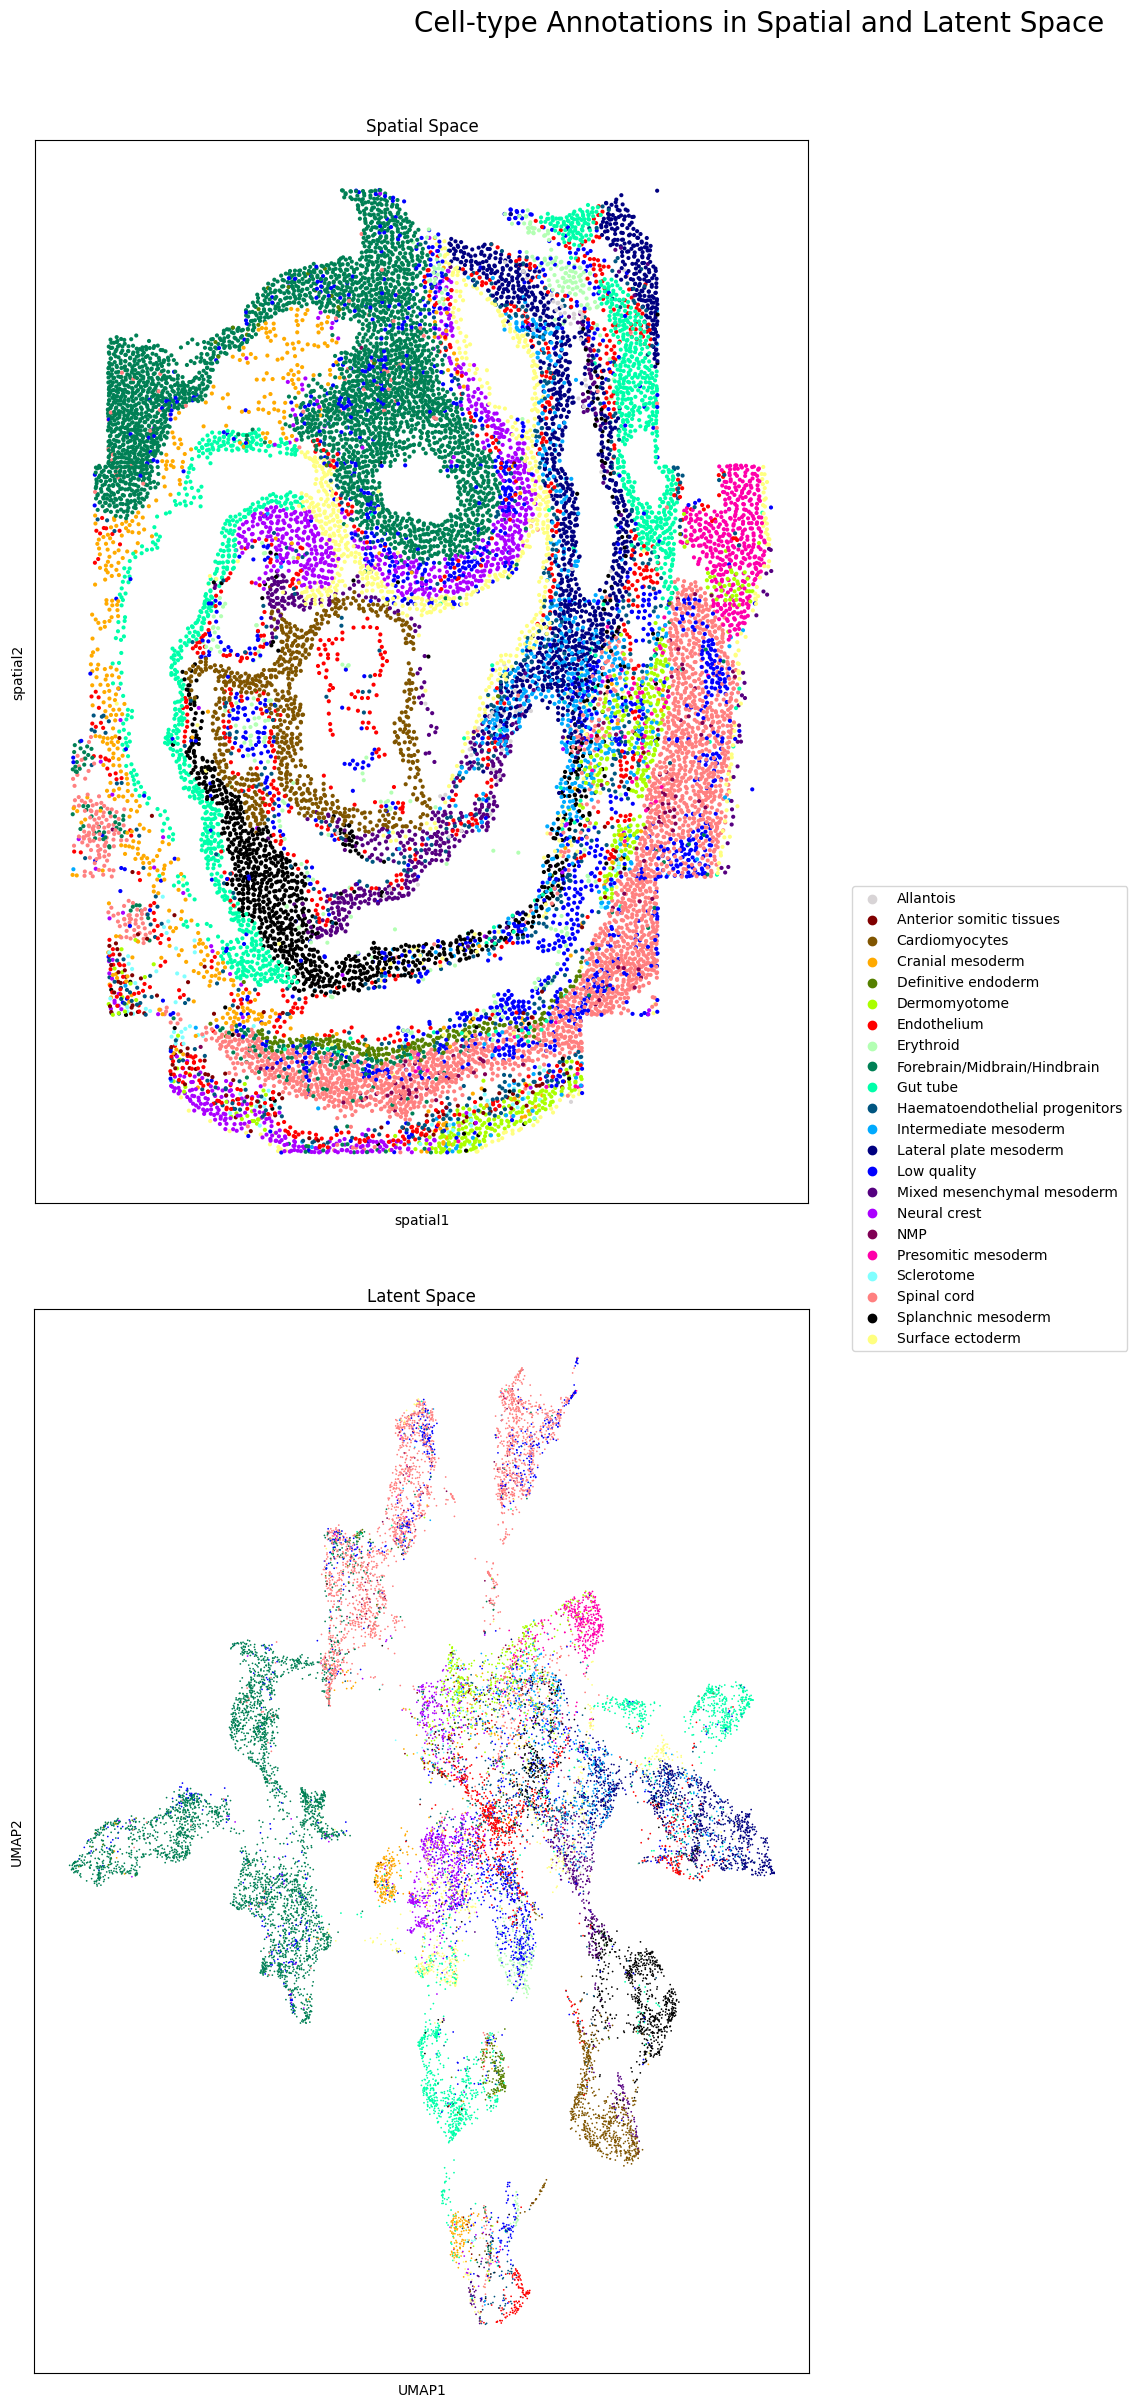 Cell-type Annotations in Spatial and Latent Space
Spatial Space
spatial2
spatial1
Allantois
Anterior somitic tissues
Cardiomyocytes
Cranial mesoderm
Definitive endoderm
Dermomyotome
Endothelium
Erythroid
Forebrain/Midbrain/Hindbrain
Gut tube
Haematoendothelial progenitors
Intermediate mesoderm
Lateral plate mesoderm
Low quality
Mixed mesenchymal mesoderm
Neural crest
NMP
Presomitic mesoderm
Sclerotome
Spinal cord
Splanchnic mesoderm
Surface ectoderm
Latent Space
UMAP2
UMAP1